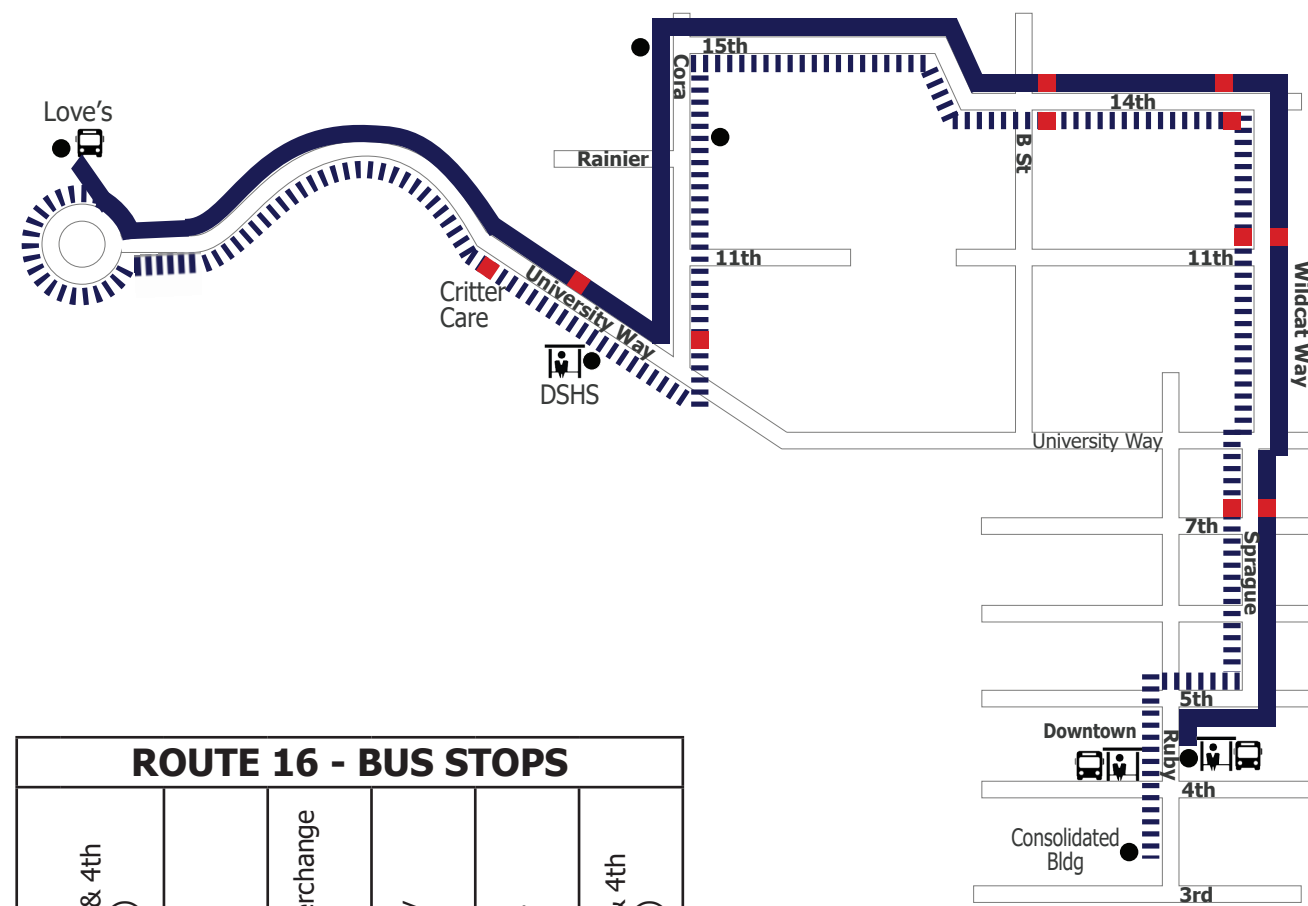 15th
Cora
Love's
14th
B St
Rainier
11th
11th
Wildcat Way
University Way
Critter
Care
DSHS
University Way
7th
Sprague
5th
Downtown
Ruby
4th
Consolidated
Bldg
3rd
ROUTE 16 - BUS STOPS
& 4th
& 4th